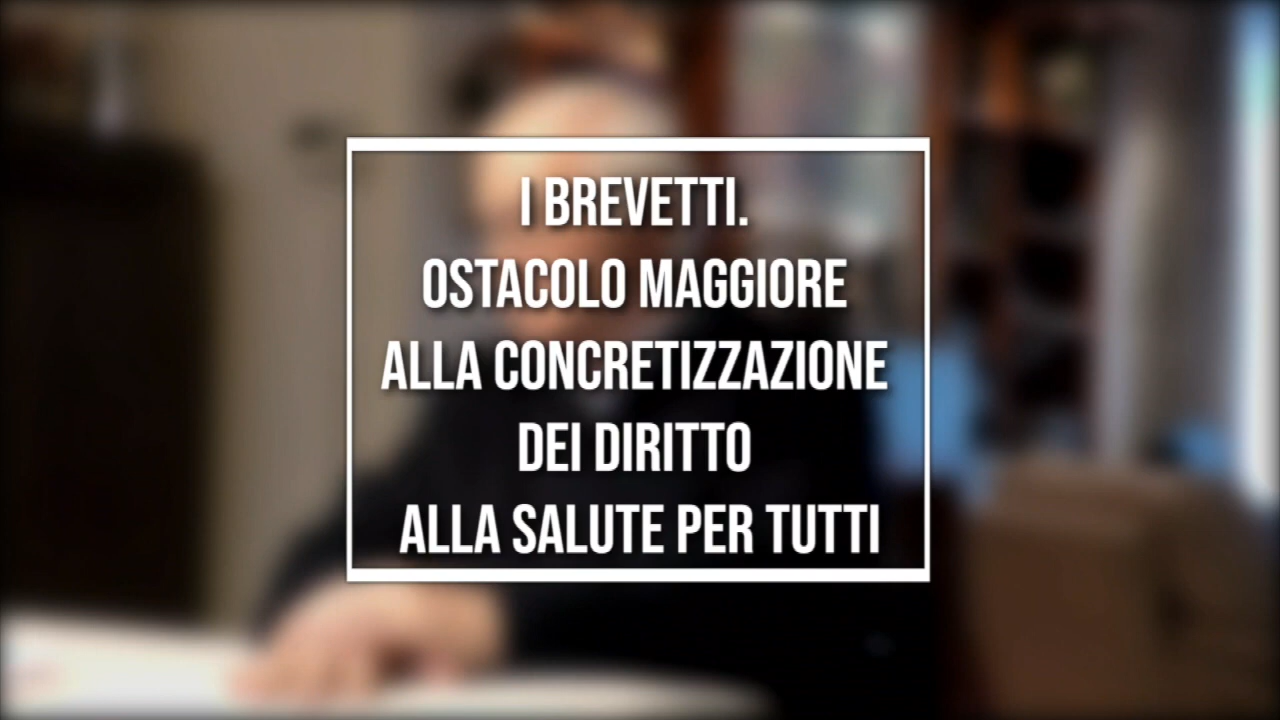 I BREVETTI.
OSTACOLO MAGGIORE
ALLA CONCRETIZZAZIONE
DEI DIRITTO
ALLA SALUTE PER TUTTI